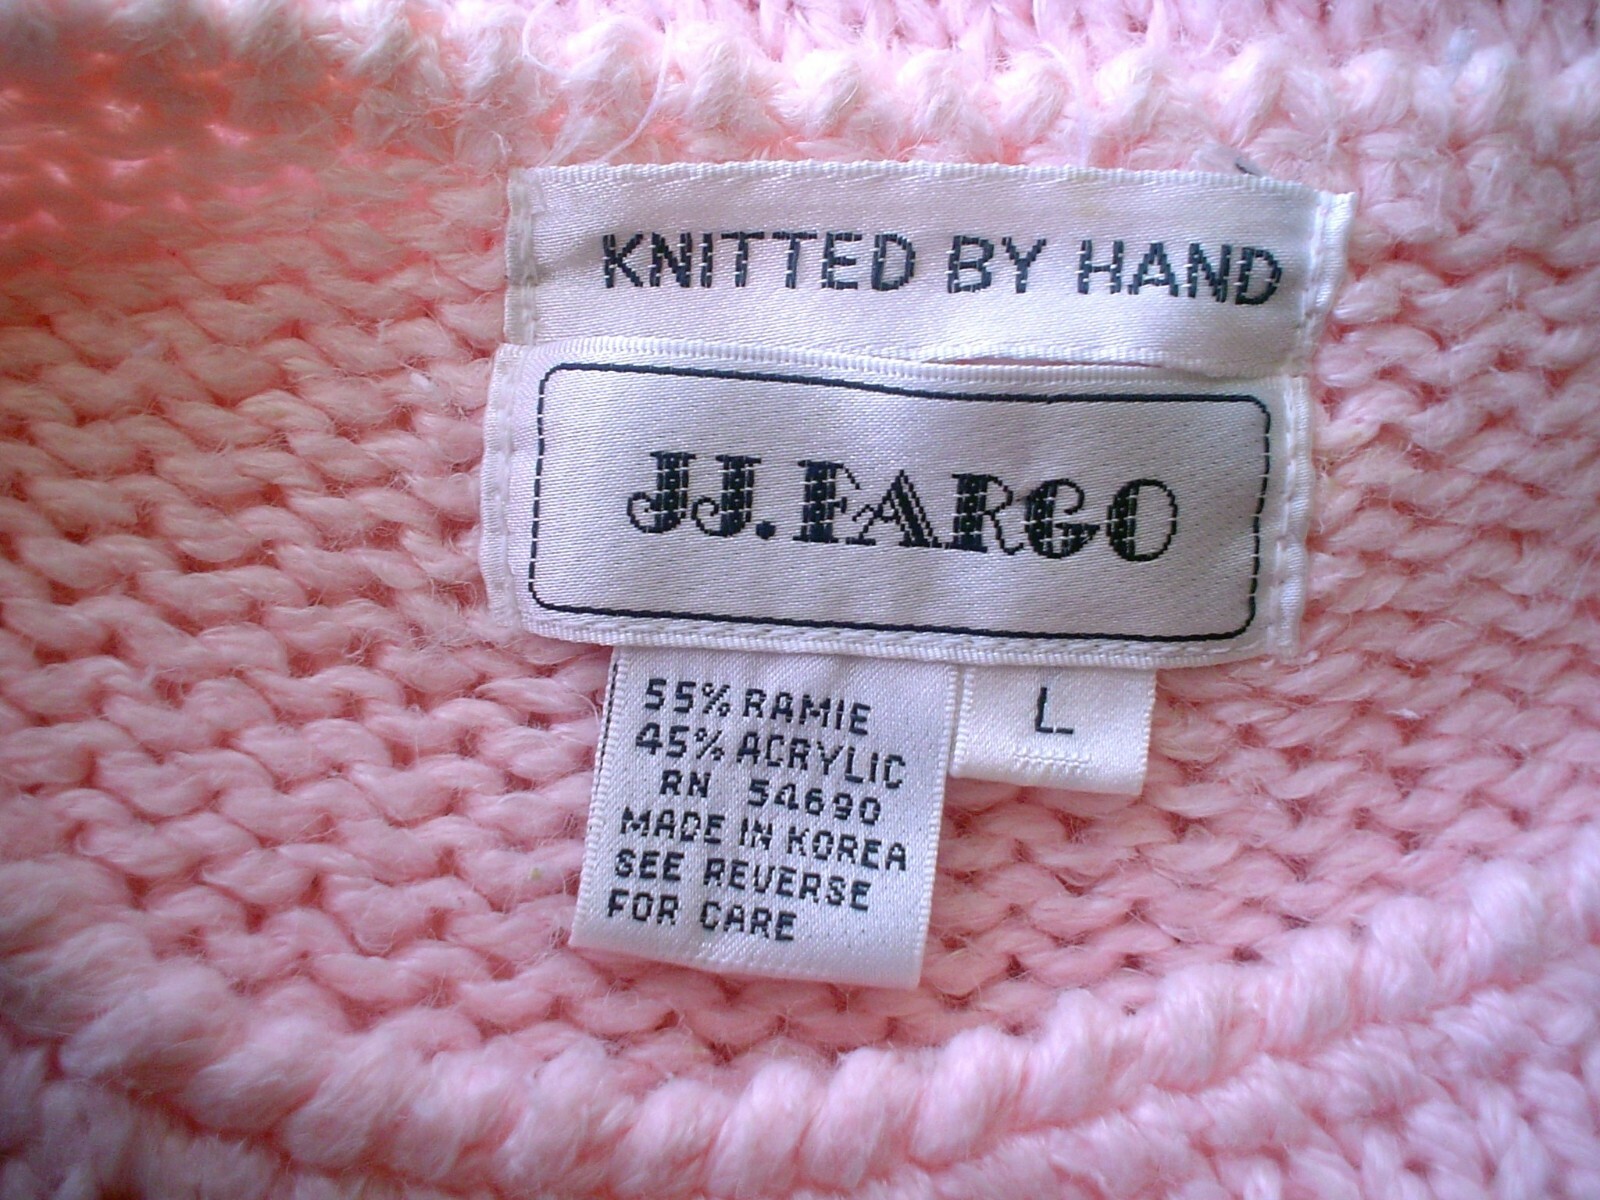 KNITTED BY HAND
JJ. FARGO
55% RAMIE
45% ACRYLIC
RN 54690
MADE IN KOREA
SEE REVERSE
FOR CARE
L